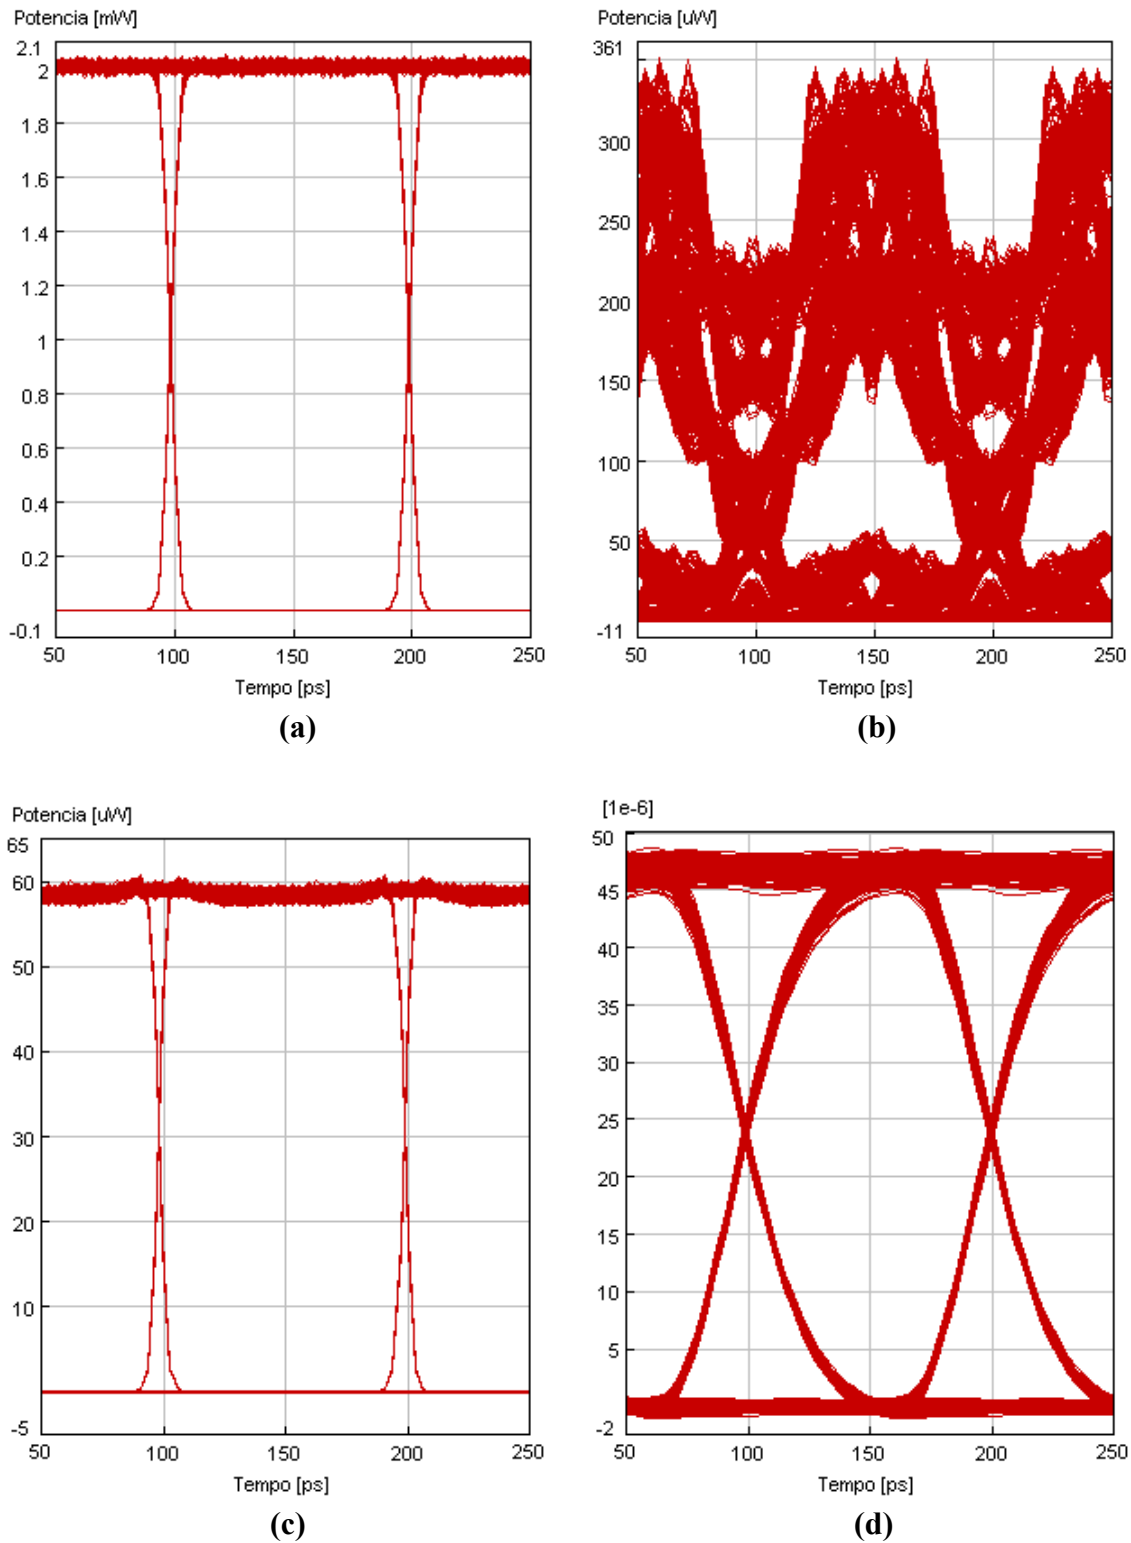 Potencia [mW]
2.1
2
1.8
1.6
1.4
1.2
1
0.8
0.6
0.4
0.2
-0.1
50 100 150 200 250
Tempo [ps]
(a)
Potencia [uW]
361
300
250
200
150
100
50
-11
50 100 150 200 250
Tempo [ps]
(b)
Potencia [uW]
65
60
50
40
30
20
10
-5
50 100 150 200 250
Tempo [ps]
(c)
[1e-6]
50
45
40
35
30
25
20
15
10
5
-2
50 100 150 200 250
Tempo [ps]
(d)